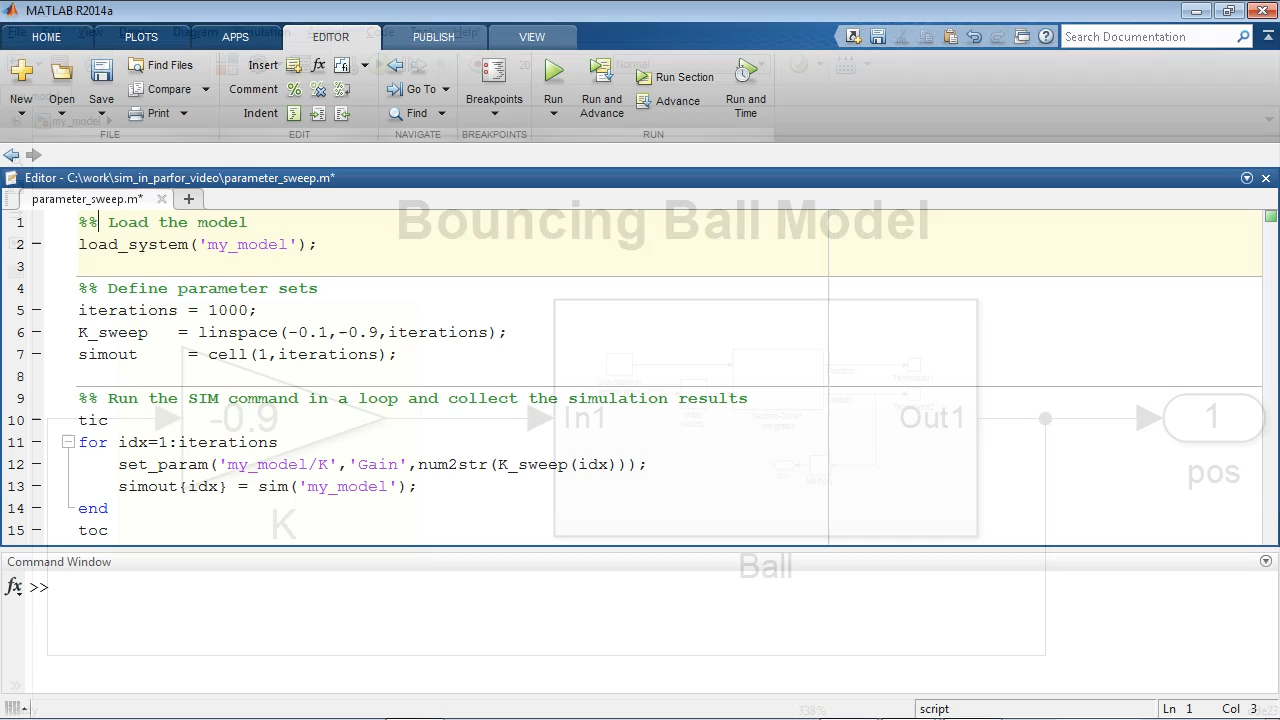 MATLAB R2014a
HOME PLOTS APPS EDITOR PUBLISH VIEW
Search Documentation
New Open Save
Find Files
Compare
Print
FILE
Insert
Comment
Indent
EDIT
Go To
Find
NAVIGATE
Breakpoints
BREAKPOINTS
Run
Run and Advance
Run Section
Advance
Run and Time
RUN
my_model
Editor - C:\work\sim_in_parfor_video\parameter_sweep.m*
parameter_sweep.m*
Bouncing Ball Model
1 %% Load the model
2 load_system('my_model');
3
4 %% Define parameter sets
5 iterations = 1000;
6 K_sweep   = linspace(-0.1,-0.9,iterations);
7 simout     = cell(1,iterations);
8
9 %% Run the SIM command in a loop and collect the simulation results
10 tic
11 for idx=1:iterations
12     set_param('my_model/K','Gain',num2str(K_sweep(idx)));
13     simout{idx} = sim('my_model');
14 end
15 toc
-0.9
K
In1
Out1
1
pos
Ball
Command Window
fx >>
338%
script
Ln 1 Col 3